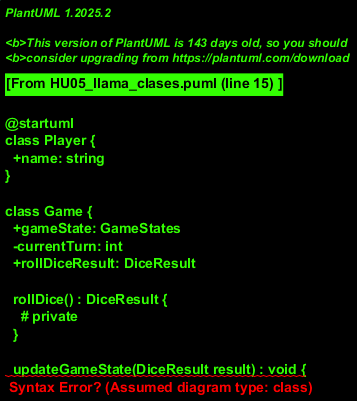 PlantUML 1.2025.2
<b>This version of PlantUML is 143 days old, so you should
<b>consider upgrading from https://plantuml.com/download
[From HU05_llama_clases.puml (line 15) ]
@startuml
class Player {
+name: string
}
class Game {
+gameState: GameStates
-currentTurn: int
+rollDiceResult: DiceResult
rollDice() : DiceResult {
# private
}
updateGameState(DiceResult result) : void {
Syntax Error? (Assumed diagram type: class)